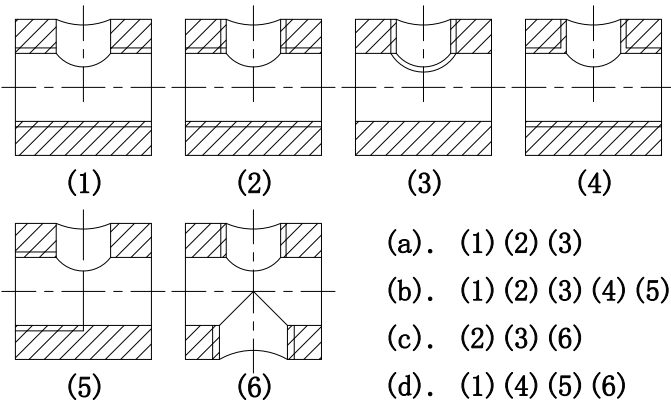 (1) (2) (3) (4)
(5) (6)
(a). (1)(2)(3)
(b). (1)(2)(3)(4)(5)
(c). (2)(3)(6)
(d). (1)(4)(5)(6)